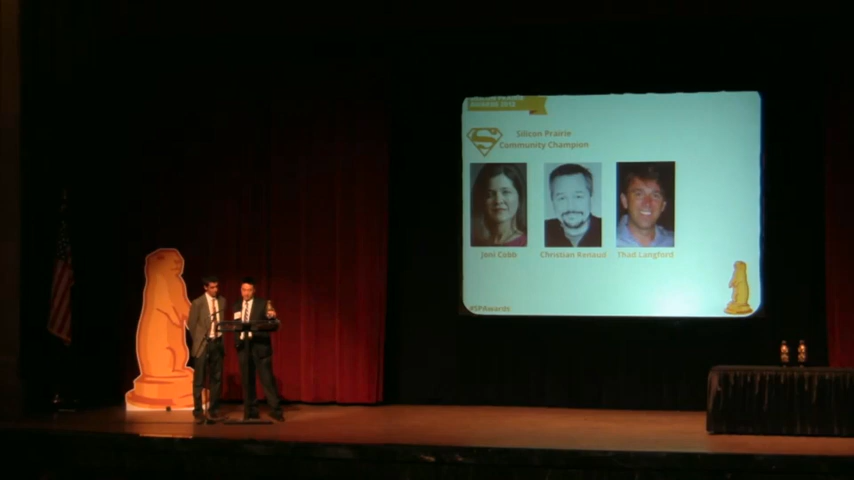 Silicon Prairie
Community Champion
Joni Cobb
Christian Renaud
Thad Langford
#SPAwards